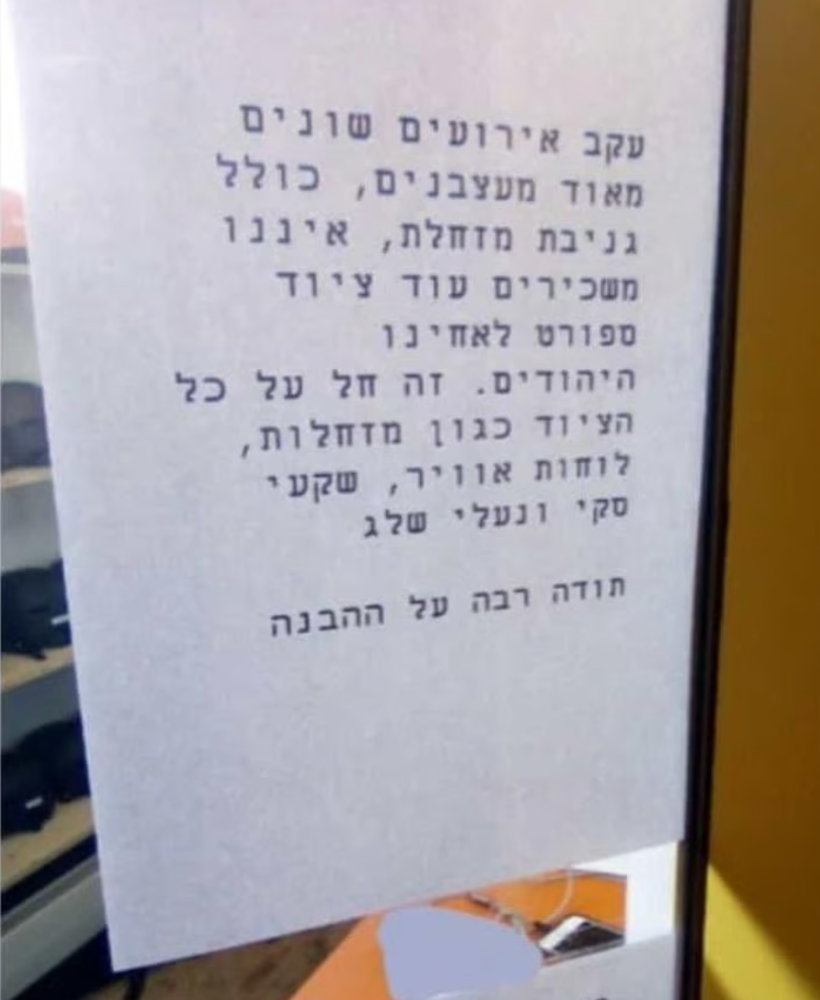 עקב אירועים שונים
מאוד מעצבנים, כולל
גניבת מזחלת, איננו
משכירים עוד ציוד
ספורט לאחינו
היהודים. זה חל על כל
הציוד כגון מזחלות,
לוחות אוויר, שקעי
סקי ונעלי שלג
תודה רבה על ההבנה